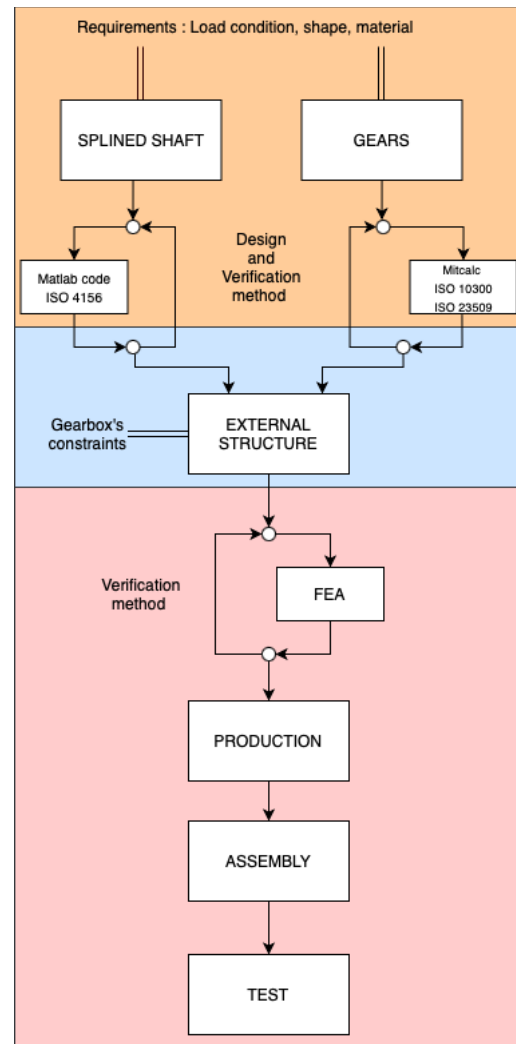 Requirements : Load condition, shape, material
SPLINED SHAFT
GEARS
Design
and
Verification
method
Matlab code
ISO 4156
Mitcalc
ISO 10300
ISO 23509
Gearbox's
constraints
EXTERNAL
STRUCTURE
Verification
method
FEA
PRODUCTION
ASSEMBLY
TEST